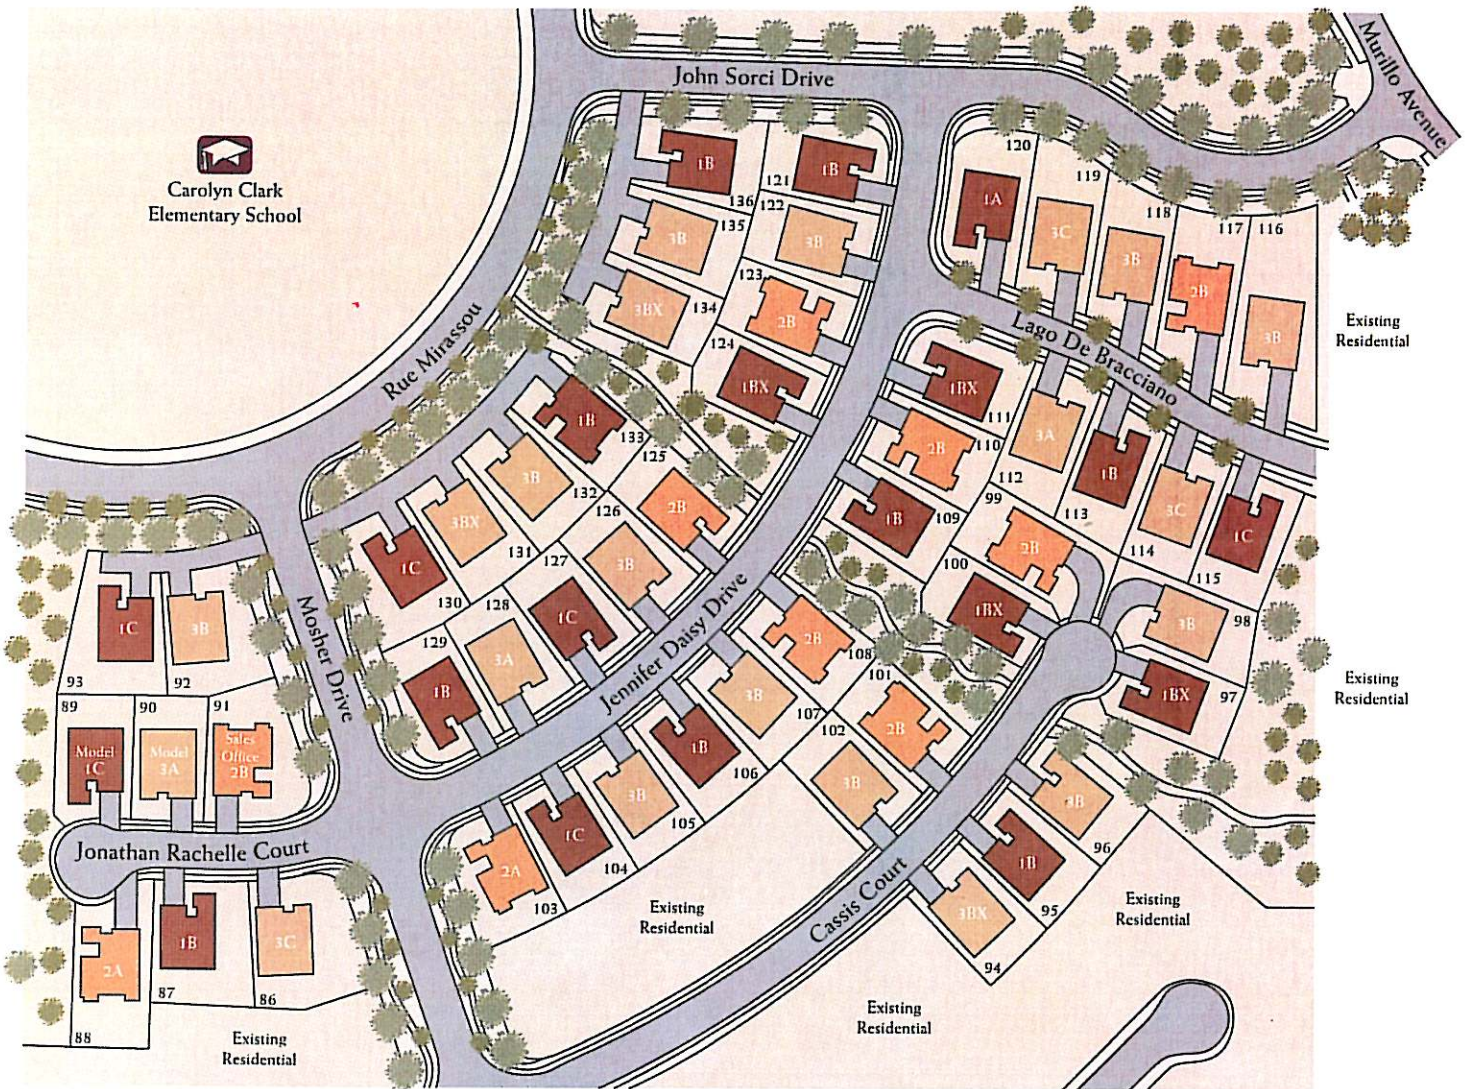 John Sorci Drive
Murillo Avenue
Carolyn Clark
Elementary School
Rue Mirassou
Lago De Bracciano
Mosher Drive
Jennifer Daisy Drive
Jonathan Rachelle Court
Cassis Court
1B
136
121
1B
3B
135
122
3B
3BX
134
123
2B
124
1BX
120
1A
119
3C
118
3B
117
2B
116
3B
Existing
Residential
1BX
111
2B
110
3A
112
1B
113
3C
114
1C
115
1B
109
99
2B
100
1BX
3B
98
1BX
97
Existing
Residential
1B
133
3B
132
3BX
131
1C
130
125
2B
126
3B
127
1C
128
3A
129
1B
1C
93
3B
92
89
Model
1C
90
Model
3A
91
Sales
Office
2B
2B
108
3B
107
1B
106
3B
105
1C
104
2A
103
101
2B
102
3B
3B
96
1B
95
3BX
94
2A
88
1B
87
3C
86
Existing
Residential
Existing
Residential
Existing
Residential
Existing
Residential